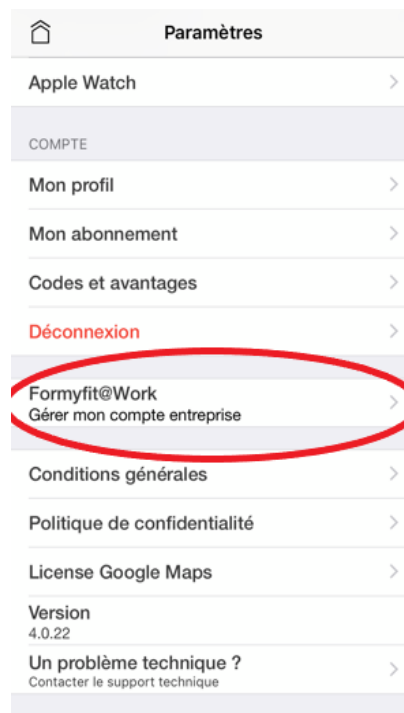 Paramètres
Apple Watch
COMPTE
Mon profil
Mon abonnement
Codes et avantages
Déconnexion
Formyfit@Work
Gérer mon compte entreprise
Conditions générales
Politique de confidentialité
License Google Maps
Version
4.0.22
Un problème technique ?
Contacter le support technique